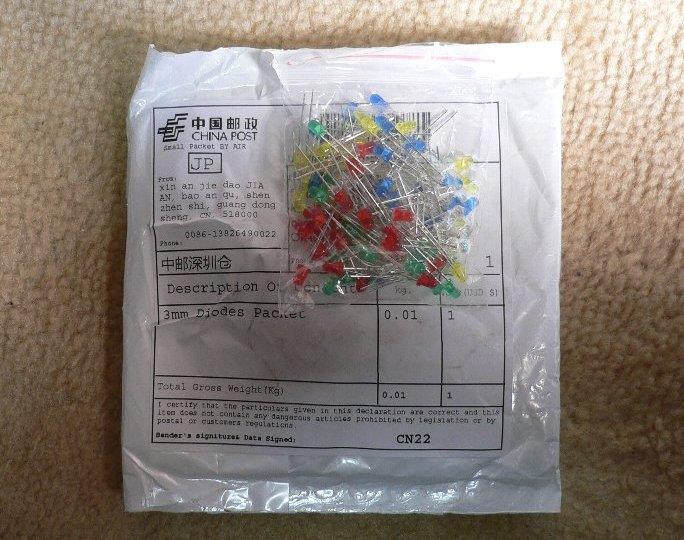 中国邮政
CHINA POST
Small Packet BY AIR
JP
From:
xin an jie dao JIA
AN, bao an qu, shen
zhen shi, guang dong
sheng, CN, 518000
Phone: 0086-13826490022
中邮深圳仓
1
Description Of Contents kg. (USD $)
3mm Diodes Packet 0.01 1
Total Gross Weight(Kg) 0.01 1
I certify that the particulars given in this declaration are correct and this
item does not contain any dangerous articles prohibited by legislation or by
postal or customers regulations.
Sender's signiture& Data Signed: CN22